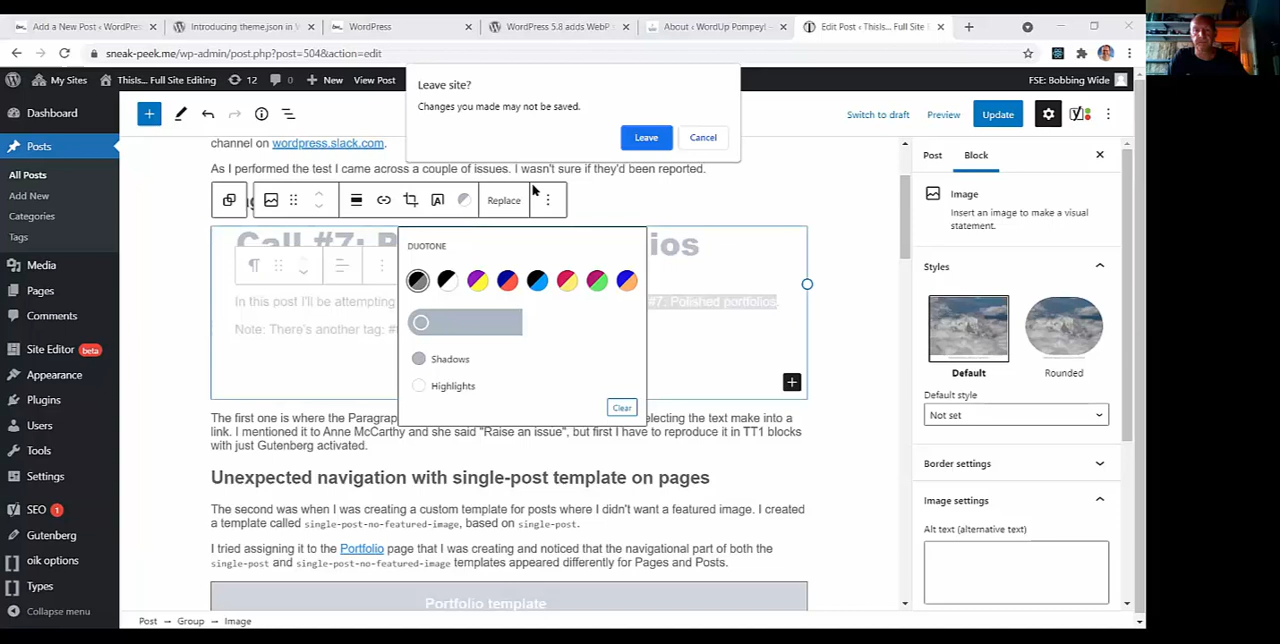 Add a New Post ‹ WordPre
Introducing theme.json in V
WordPress
WordPress 5.8 adds WebP
About ‹ WordUp Pompey!
Edit Post ‹ ThisIs... Full Site
sneak-peek.me/wp-admin/post.php?post=504&action=edit
My Sites
ThisIs... Full Site Editing
12
0
New
View Post
FSE: Bobbing Wide
Leave site?
Changes you made may not be saved.
Leave
Cancel
Dashboard
Posts
All Posts
Add New
Categories
Tags
Media
Pages
Comments
Site Editor beta
Appearance
Plugins
Users
Tools
Settings
SEO 1
Gutenberg
oik options
Types
Collapse menu
Switch to draft
Preview
Update
channel on wordpress.slack.com.
As I performed the test I came across a couple of issues. I wasn't sure if they'd been reported.
Replace
Call #7: P
ios
In this post I'll be attempting
#7: Polished portfolios
Note: There's another tag: #
DUOTONE
Shadows
Highlights
Clear
The first one is where the Paragrap
electing the text make into a
link. I mentioned it to Anne McCarthy and she said "Raise an issue", but first I have to reproduce it in TT1 blocks
with just Gutenberg activated.
Unexpected navigation with single-post template on pages
The second was when I was creating a custom template for posts where I didn't want a featured image. I created
a template called single-post-no-featured-image, based on single-post.
I tried assigning it to the Portfolio page that I was creating and noticed that the navigational part of both the
single-post and single-post-no-featured-image templates appeared differently for Pages and Posts.
Portfolio template
Post → Group → Image
Post
Block
Image
Insert an image to make a visual
statement.
Styles
Default
Rounded
Default style
Not set
Border settings
Image settings
Alt text (alternative text)